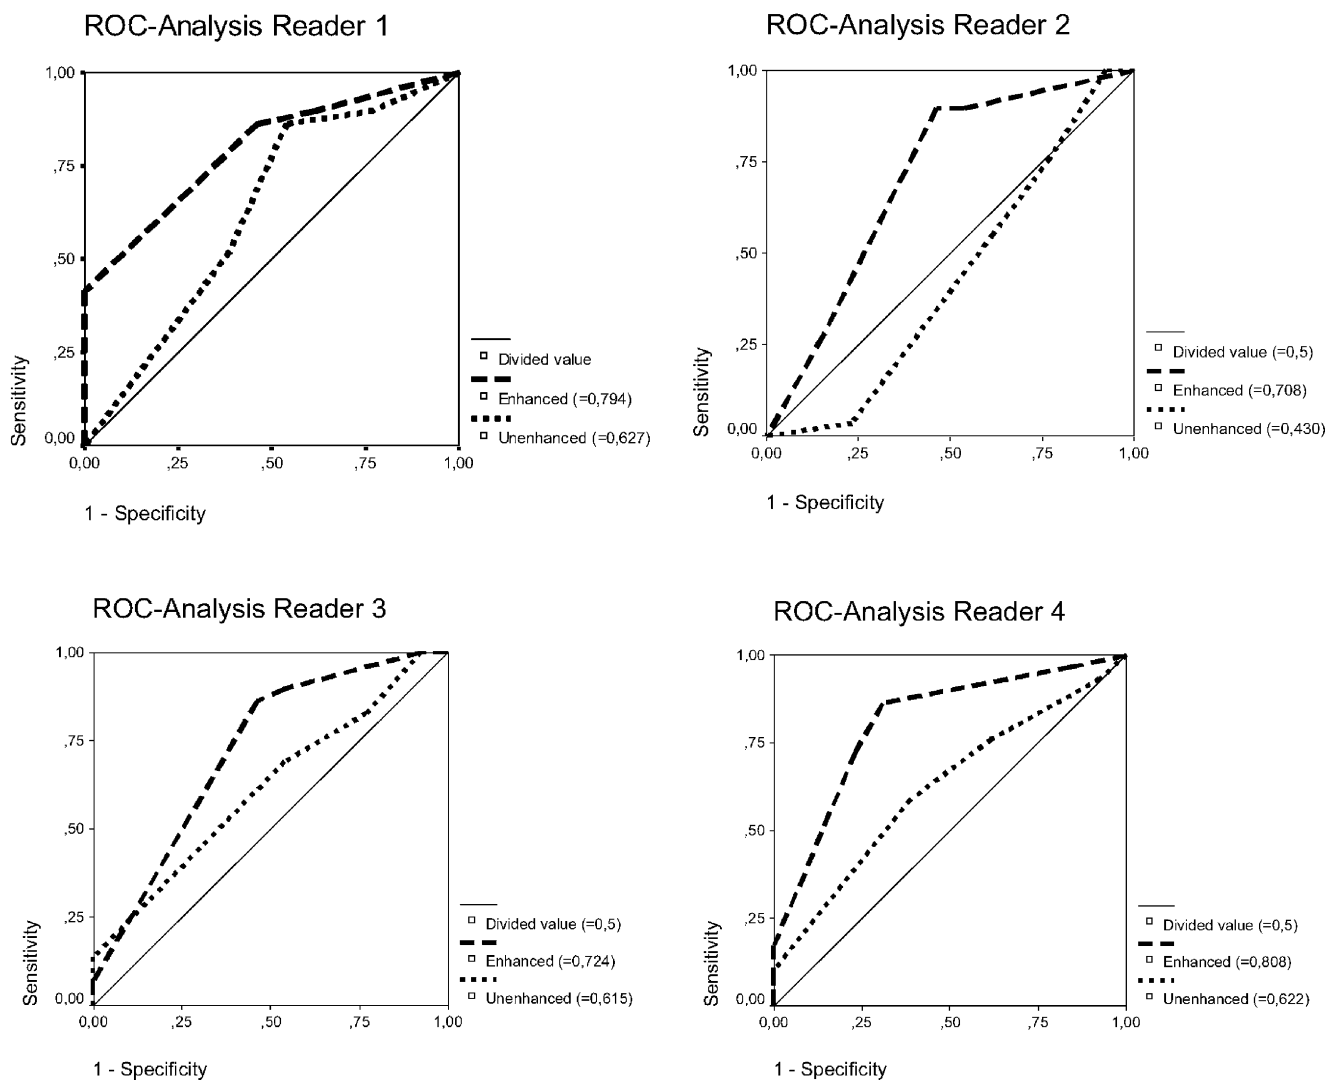 ROC-Analysis Reader 1
1,00
,75
,50
,25
0,00
Sensitivity
0,00 ,25 ,50 ,75 1,00
1 - Specificity
Divided value
Enhanced (=0,794)
Unenhanced (=0,627)
ROC-Analysis Reader 2
1,00
,75
,50
,25
0,00
Sensitivity
0,00 ,25 ,50 ,75 1,00
1 - Specificity
Divided value (=0,5)
Enhanced (=0,708)
Unenhanced (=0,430)
ROC-Analysis Reader 3
1,00
,75
,50
,25
0,00
Sensitivity
0,00 ,25 ,50 ,75 1,00
1 - Specificity
Divided value (=0,5)
Enhanced (=0,724)
Unenhanced (=0,615)
ROC-Analysis Reader 4
1,00
,75
,50
,25
0,00
Sensitivity
0,00 ,25 ,50 ,75 1,00
1 - Specificity
Divided value (=0,5)
Enhanced (=0,808)
Unenhanced (=0,622)